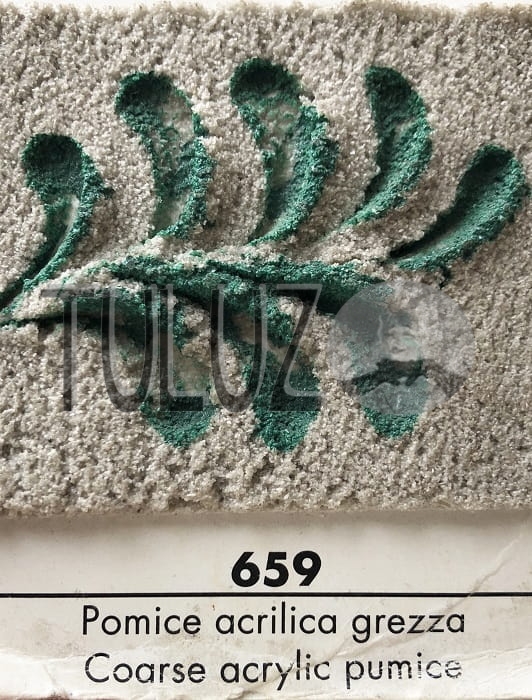 TULUZ
659
Pomice acrilica grezza
Coarse acrylic pumice